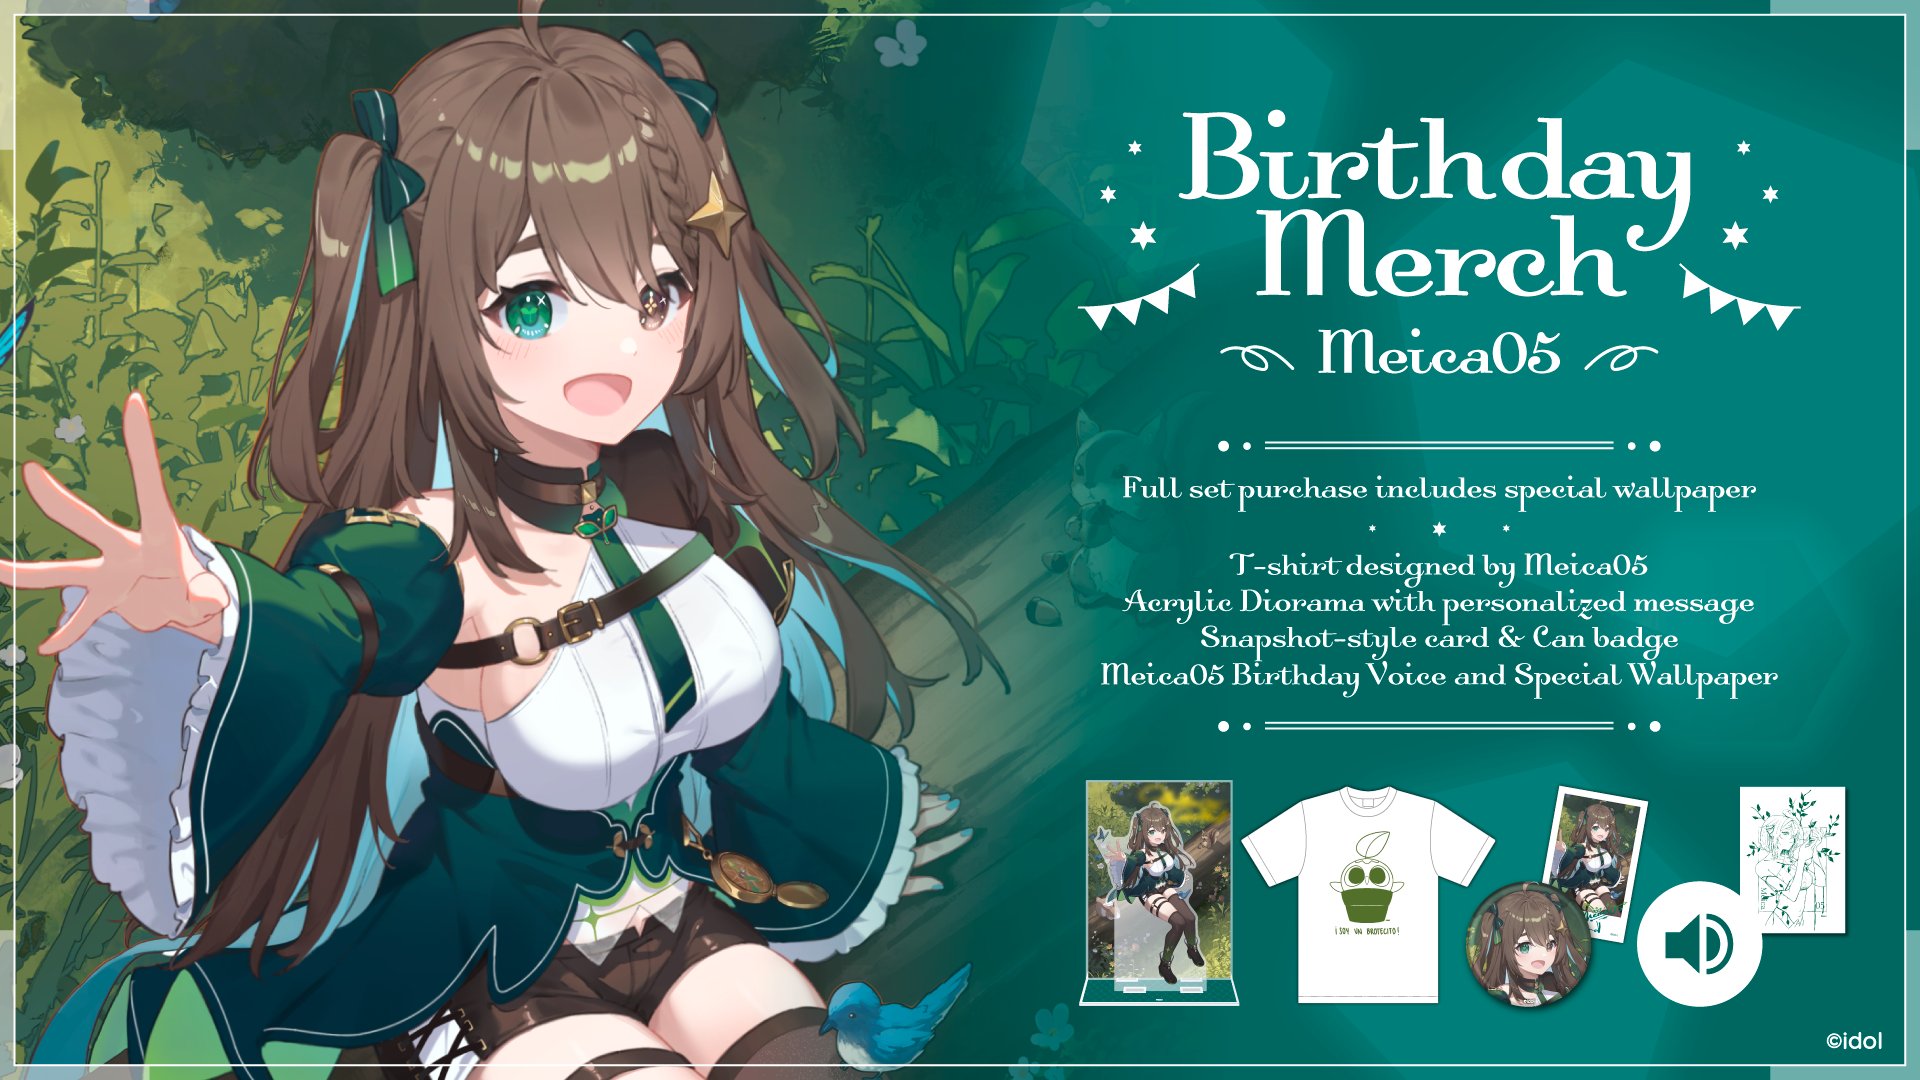 Birthday
Merch
Meica05
Full set purchase includes special wallpaper
T-shirt designed by Meica05
Acrylic Diorama with personalized message
Snapshot-style card & Can badge
Meica05 Birthday Voice and Special Wallpaper
¡SOY UN BROTECITO!
05
©idol